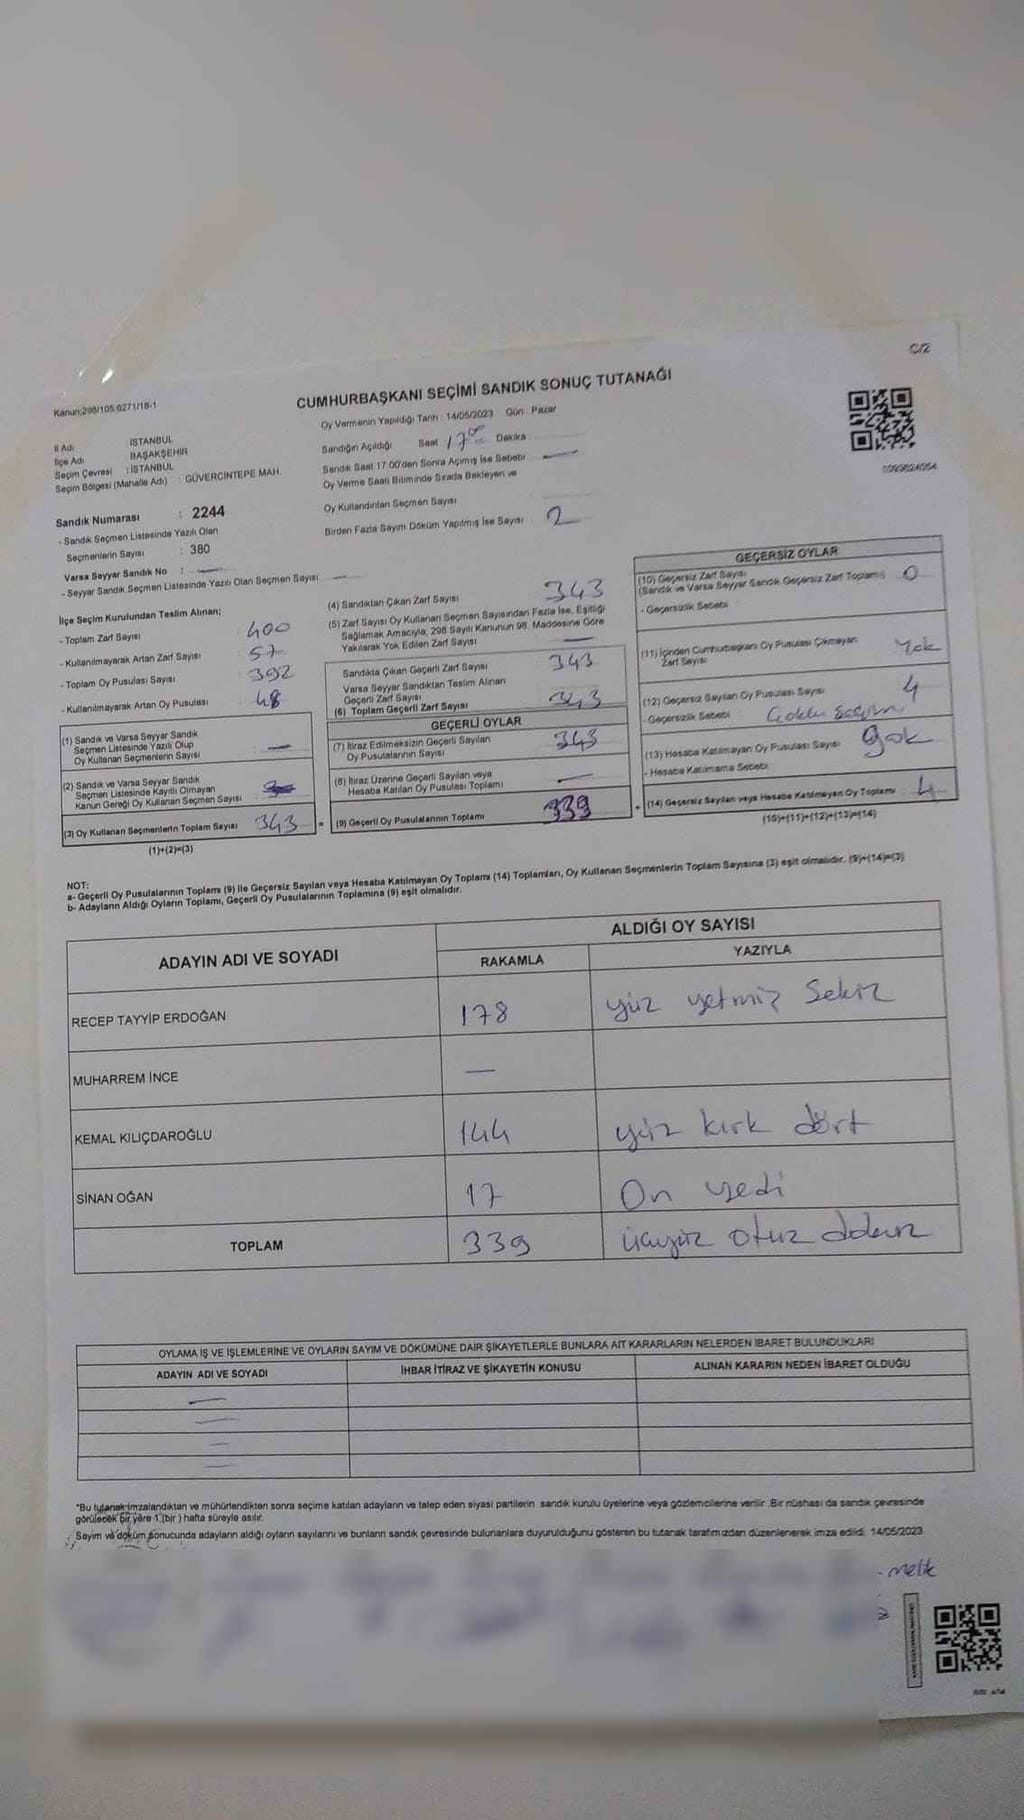 C/2
Kanun;298/105.6271/18-1
CUMHURBAŞKANI SEÇİMİ SANDIK SONUÇ TUTANAĞI
Oy Vermenin Yapıldığı Tarih : 14/05/2023 Gün : Pazar
İl Adı : İSTANBUL
İlçe Adı : BAŞAKŞEHİR
Seçim Çevresi : İSTANBUL
Seçim Bölgesi (Mahalle Adı) : GÜVERCİNTEPE MAH.
Sandığın Açıldığı Saat : 17 00 Dakika
Sandık Saat 17.00'den Sonra Açılmış İse Sebebi —
Oy Verme Saati Bitiminde Sırada Bekleyen ve
Oy Kullandırılan Seçmen Sayısı
Birden Fazla Sayım Döküm Yapılmış İse Sayısı 2
Sandık Numarası : 2244
- Sandık Seçmen Listesinde Yazılı Olan
Seçmenlerin Sayısı : 380
Varsa Seyyar Sandık No : —
- Seyyar Sandık Seçmen Listesinde Yazılı Olan Seçmen Sayısı —
İlçe Seçim Kurulundan Teslim Alınan;
- Toplam Zarf Sayısı 400
- Kullanılmayarak Artan Zarf Sayısı 57
- Toplam Oy Pusulası Sayısı 392
- Kullanılmayarak Artan Oy Pusulası 48
(1) Sandık ve Varsa Seyyar Sandık
Seçmen Listesinde Yazılı Olup
Oy Kullanan Seçmenlerin Sayısı —
(2) Sandık ve Varsa Seyyar Sandık
Seçmen Listesinde Kayıtlı Olmayan
Kanun Gereği Oy Kullanan Seçmen Sayısı
(3) Oy Kullanan Seçmenlerin Toplam Sayısı 343 =
(1)+(2)=(3)
(4) Sandıktan Çıkan Zarf Sayısı 343
(5) Zarf Sayısı Oy Kullanan Seçmen Sayısından Fazla İse, Eşitliği
Sağlamak Amacıyla; 298 Sayılı Kanunun 98. Maddesine Göre
Yakılarak Yok Edilen Zarf Sayısı —
Sandıkta Çıkan Geçerli Zarf Sayısı 343
Varsa Seyyar Sandıktan Teslim Alınan
Geçerli Zarf Sayısı
(6) Toplam Geçerli Zarf Sayısı 343
GEÇERLİ OYLAR
(7) İtiraz Edilmeksizin Geçerli Sayılan
Oy Pusulalarının Sayısı 343
(8) İtiraz Üzerine Geçerli Sayılan veya
Hesaba Katılan Oy Pusulası Toplamı —
(9) Geçerli Oy Pusulalarının Toplamı 339 +
GEÇERSİZ OYLAR
(10) Geçersiz Zarf Sayısı
(Sandık ve Varsa Seyyar Sandık Geçersiz Zarf Toplamı) 0
- Geçersizlik Sebebi :
(11) İçinden Cumhurbaşkanı Oy Pusulası Çıkmayan
Zarf Sayısı Yok
(12) Geçersiz Sayılan Oy Pusulası Sayısı 4
- Geçersizlik Sebebi :
(13) Hesaba Katılmayan Oy Pusulası Sayısı yok
- Hesaba Katılmama Sebebi
(14) Geçersiz Sayılan veya Hesaba Katılmayan Oy Toplamı 4
(10)+(11)+(12)+(13)=(14)
NOT:
a- Geçerli Oy Pusulalarının Toplamı (9) ile Geçersiz Sayılan veya Hesaba Katılmayan Oy Toplamı (14) Toplamları, Oy Kullanan Seçmenlerin Toplam Sayısına (3) eşit olmalıdır. (9)+(14)=(3)
b- Adayların Aldığı Oyların Toplamı, Geçerli Oy Pusulalarının Toplamına (9) eşit olmalıdır.
ADAYIN ADI VE SOYADI ALDIĞI OY SAYISI
RAKAMLA YAZIYLA
RECEP TAYYİP ERDOĞAN 178 yüz yetmiş Sekiz
MUHARREM İNCE —
KEMAL KILIÇDAROĞLU 144 yüz kırk dört
SİNAN OĞAN 17 On yedi
TOPLAM 339 üçyüz otuz dokuz
OYLAMA İŞ VE İŞLEMLERİNE VE OYLARIN SAYIM VE DÖKÜMÜNE DAİR ŞİKAYETLERLE BUNLARA AİT KARARLARIN NELERDEN İBARET BULUNDUKLARI
ADAYIN ADI VE SOYADI İHBAR İTİRAZ VE ŞİKAYETİN KONUSU ALINAN KARARIN NEDEN İBARET OLDUĞU
—
—
—
—
*Bu tutanak imzalandıktan ve mühürlendikten sonra seçime katılan adayların ve talep eden siyasi partilerin sandık kurulu üyelerine veya gözlemcilerine verilir. Bir nüshası da sandık çevresinde
görülecek bir yere 1 (bir) hafta süreyle asılır.
Sayım ve döküm sonucunda adayların aldığı oyların sayılarını ve bunların sandık çevresinde bulunanlara duyurulduğunu gösteren bu tutanak tarafımızdan düzenlenerek imza edildi. 14/05/2023
melik